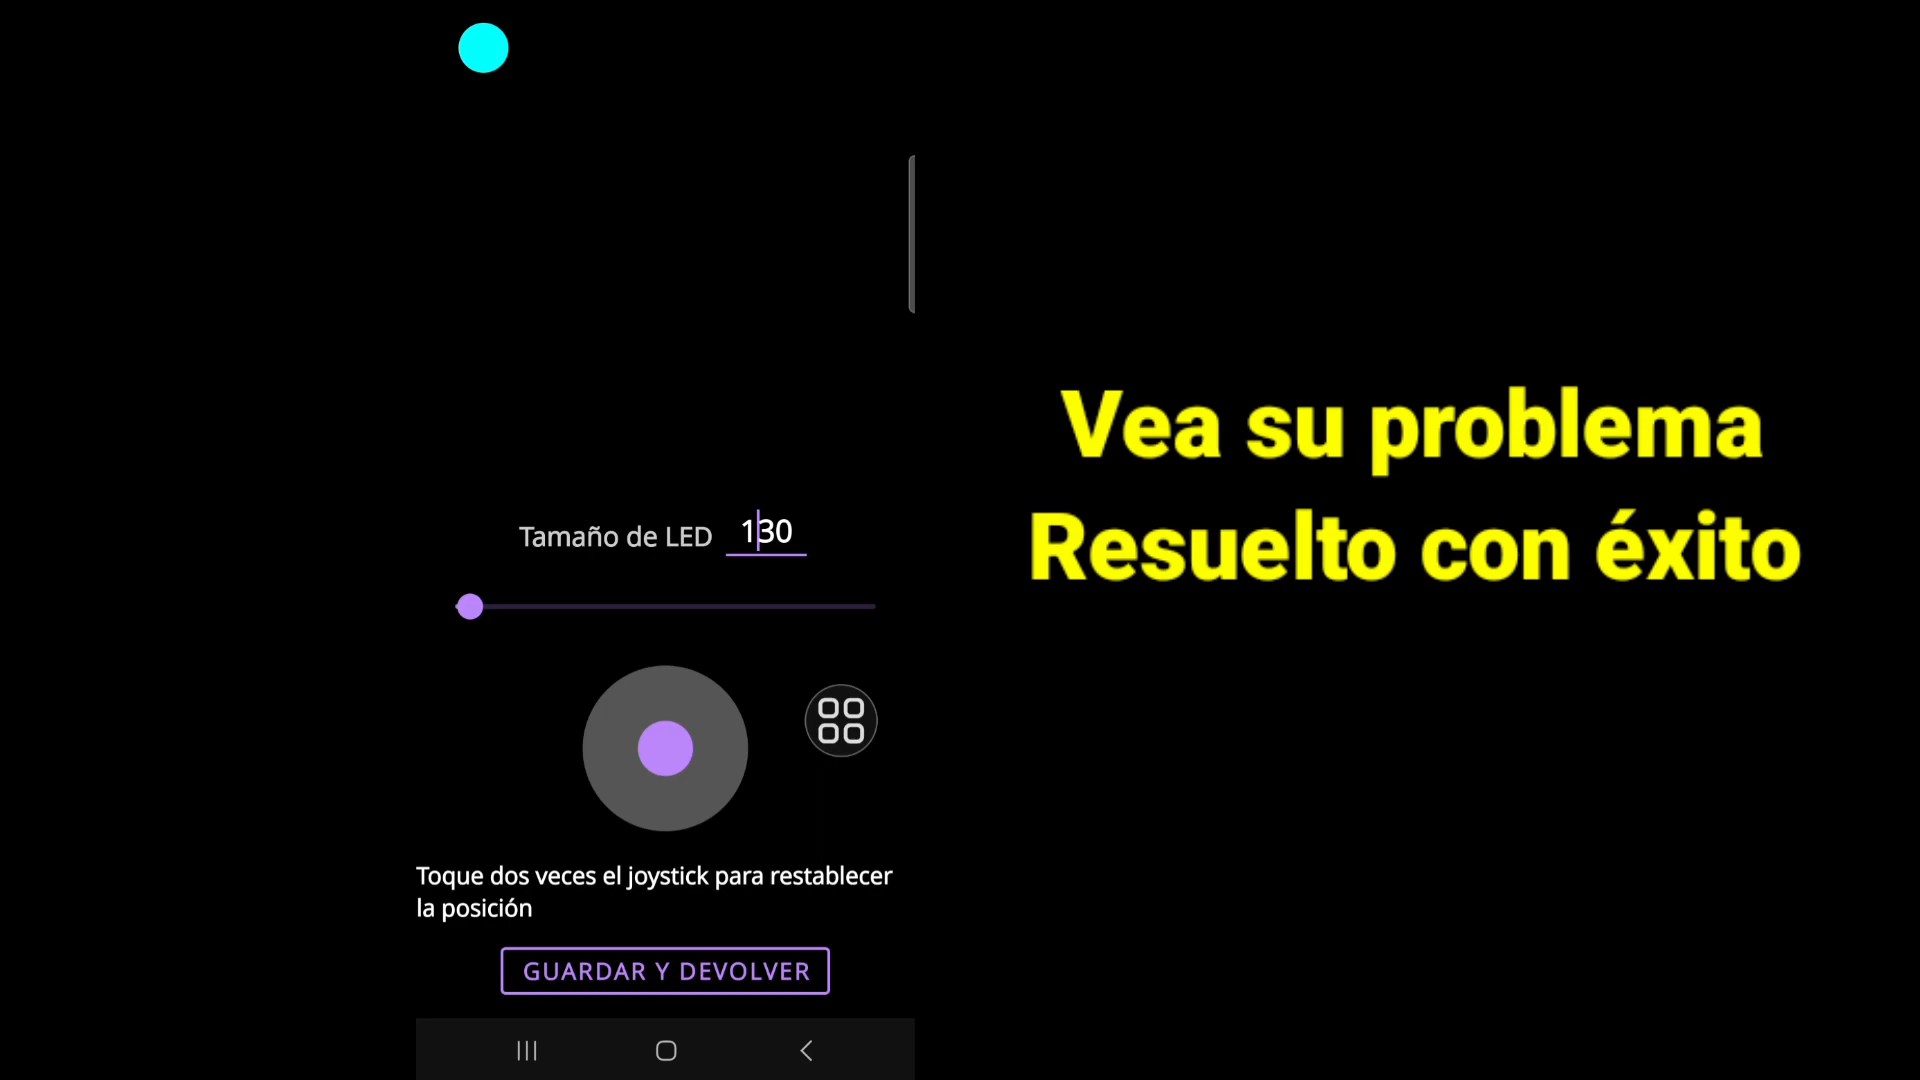 Vea su problema
Resuelto con éxito
Tamaño de LED 130
Toque dos veces el joystick para restablecer
la posición
GUARDAR Y DEVOLVER